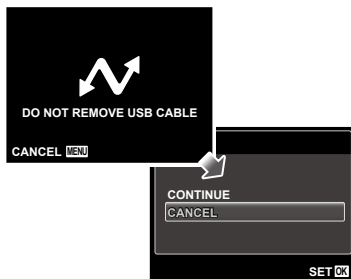 DO NOT REMOVE USB CABLE
CANCEL MENU
CONTINUE
CANCEL
SET OK